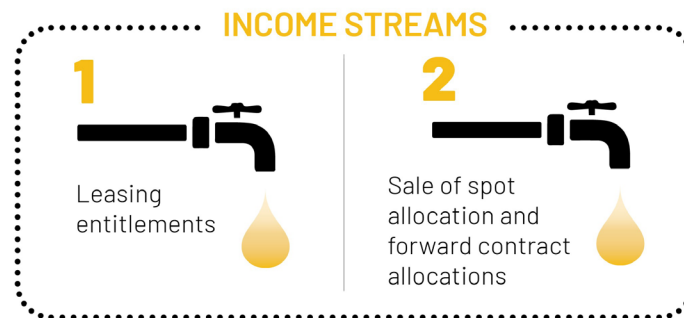 INCOME STREAMS
1
Leasing
entitlements
2
Sale of spot
allocation and
forward contract
allocations